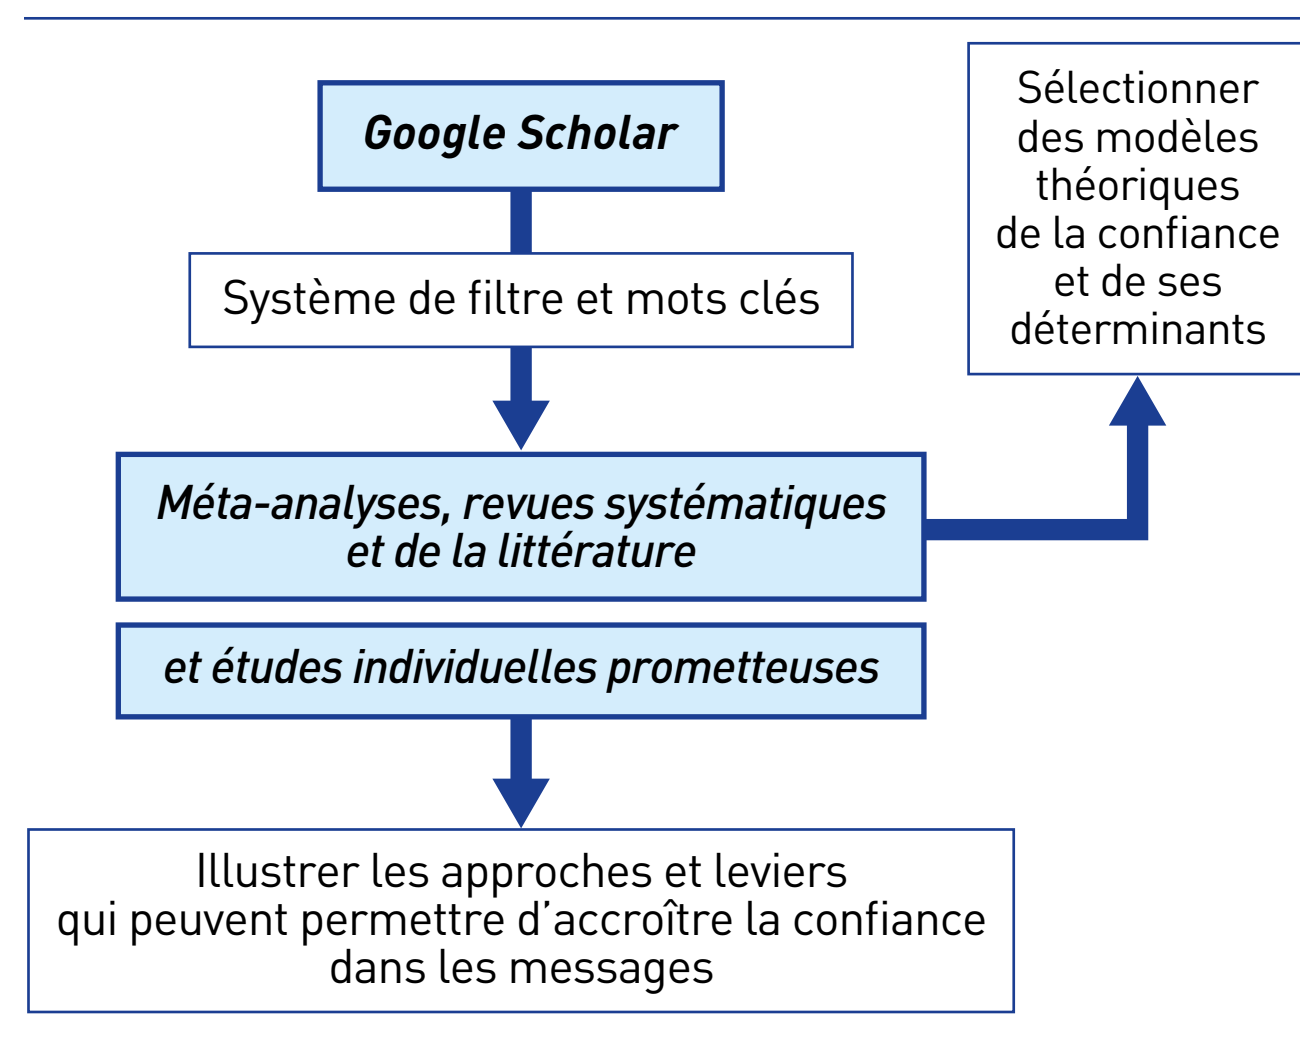 Google Scholar
Système de filtre et mots clés
Méta-analyses, revues systématiques
et de la littérature
et études individuelles prometteuses
Illustrer les approches et leviers
qui peuvent permettre d'accroître la confiance
dans les messages
Sélectionner
des modèles
théoriques
de la confiance
et de ses
déterminants